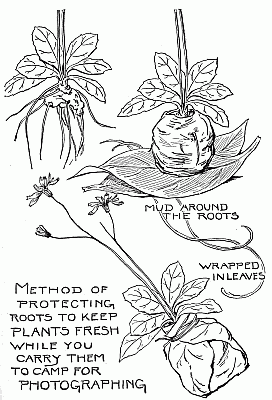 MUD AROUND
THE ROOTS
WRAPPED
IN LEAVES
METHOD OF
PROTECTING
ROOTS TO KEEP
PLANTS FRESH
WHILE YOU
CARRY THEM
TO CAMP FOR
PHOTOGRAPHING